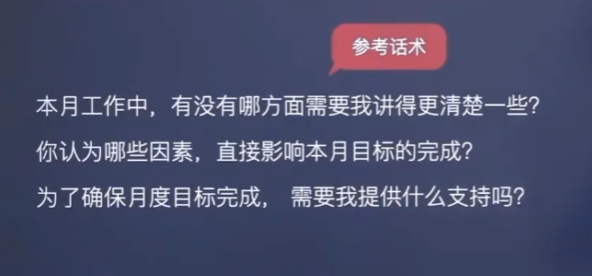 参考话术
本月工作中，有没有哪方面需要我讲得更清楚一些？
你认为哪些因素，直接影响本月目标的完成？
为了确保月度目标完成， 需要我提供什么支持吗？